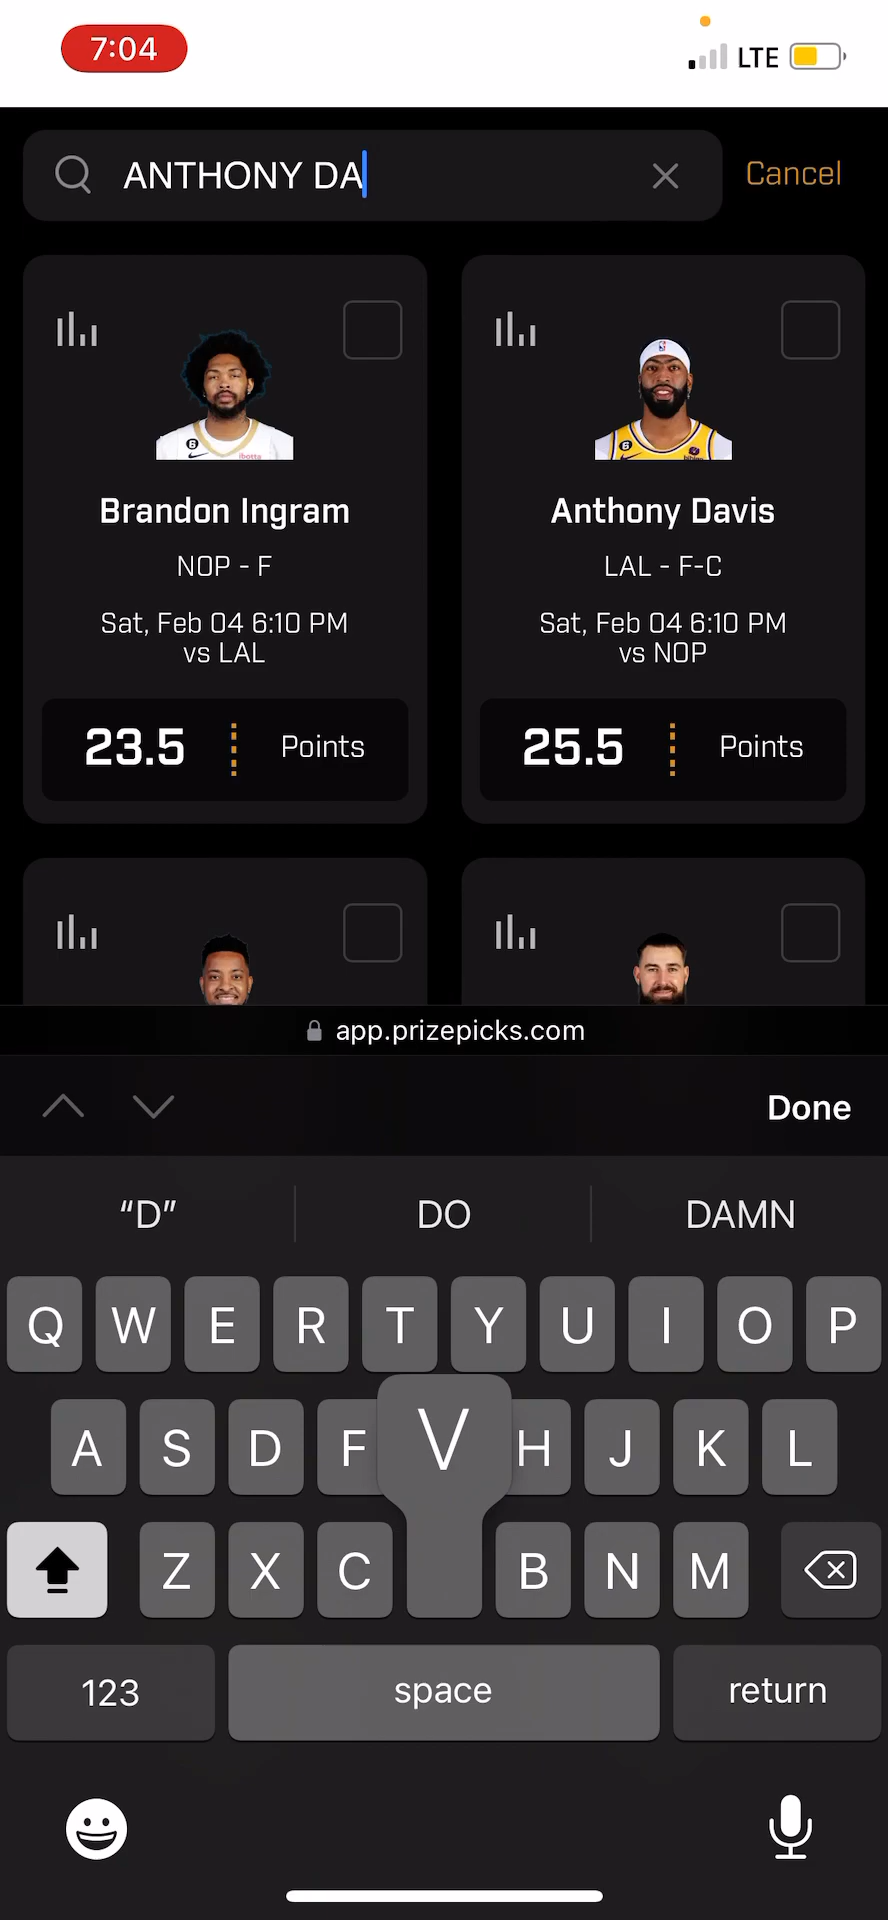 7:04
LTE
ANTHONY DA
Cancel
Brandon Ingram
NOP - F
Sat, Feb 04 6:10 PM
vs LAL
23.5 Points
Anthony Davis
LAL - F-C
Sat, Feb 04 6:10 PM
vs NOP
25.5 Points
app.prizepicks.com
Done
“D” DO DAMN
Q W E R T Y U I O P
A S D F V H J K L
Z X C B N M
123 space return